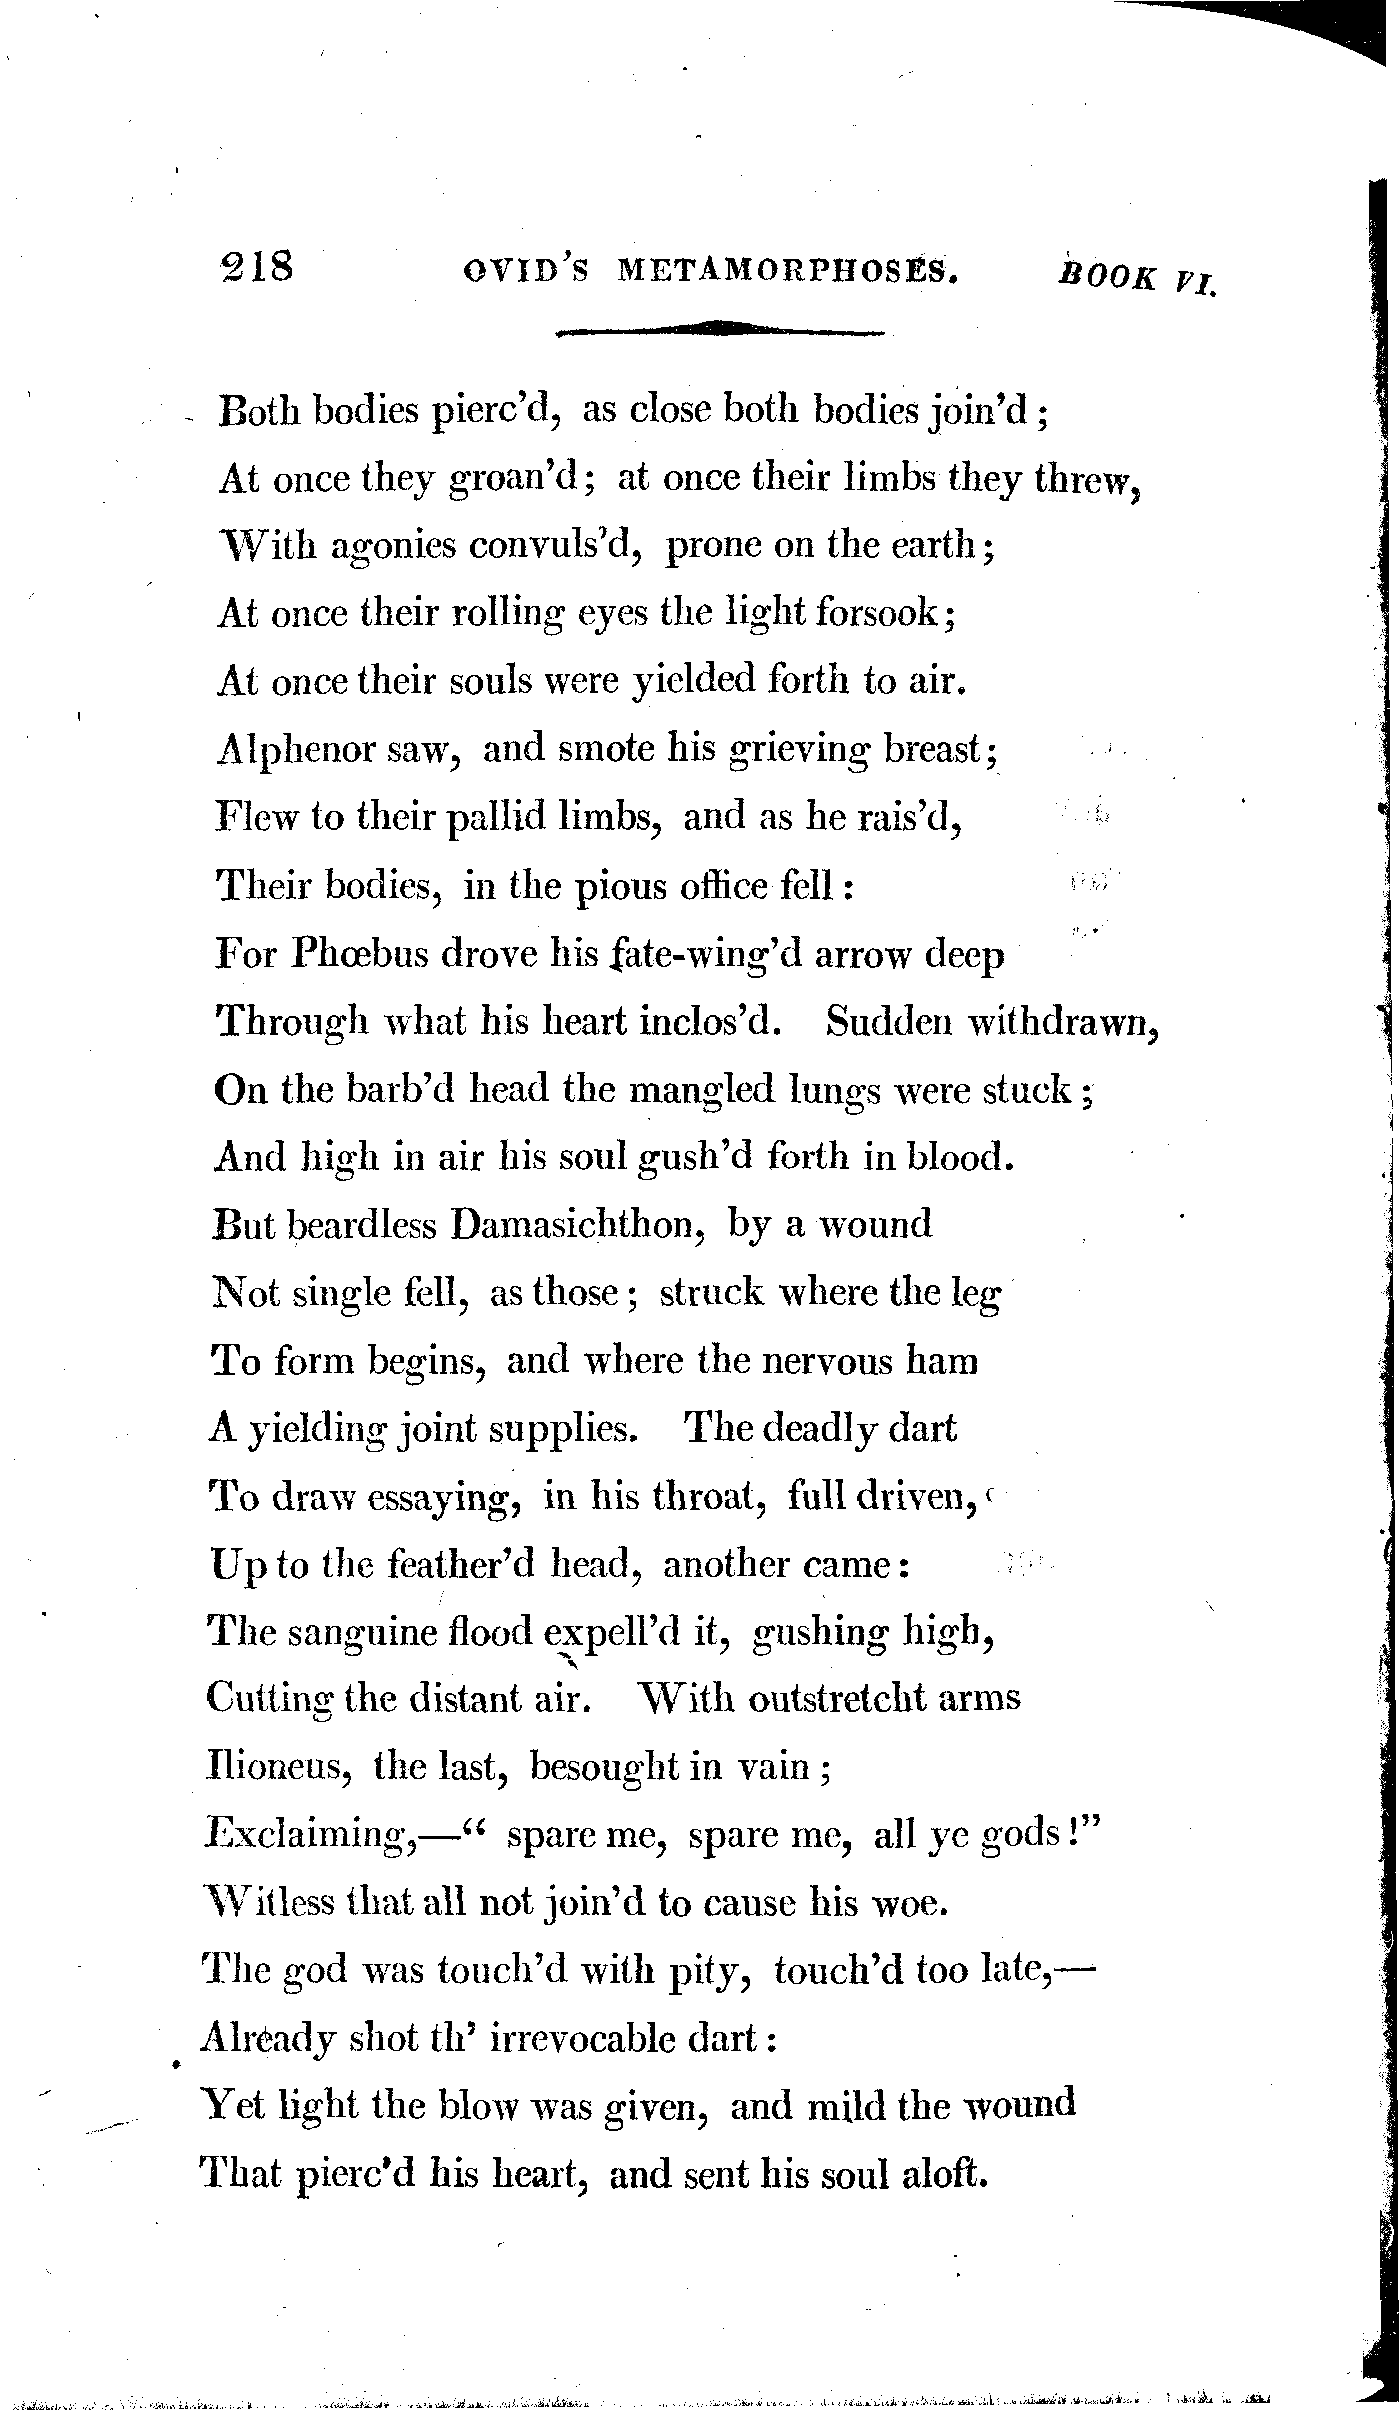 218 OVID'S METAMORPHOSES. BOOK VI.
Both bodies pierc'd, as close both bodies join'd;
At once they groan'd; at once their limbs they threw,
With agonies convuls'd, prone on the earth;
At once their rolling eyes the light forsook;
At once their souls were yielded forth to air.
Alphenor saw, and smote his grieving breast;
Flew to their pallid limbs, and as he rais'd,
Their bodies, in the pious office fell:
For Phœbus drove his fate-wing'd arrow deep
Through what his heart inclos'd. Sudden withdrawn,
On the barb'd head the mangled lungs were stuck;
And high in air his soul gush'd forth in blood.
But beardless Damasichthon, by a wound
Not single fell, as those; struck where the leg
To form begins, and where the nervous ham
A yielding joint supplies. The deadly dart
To draw essaying, in his throat, full driven,
Up to the feather'd head, another came:
The sanguine flood expell'd it, gushing high,
Cutting the distant air. With outstretcht arms
Ilioneus, the last, besought in vain;
Exclaiming,—"spare me, spare me, all ye gods!"
Witless that all not join'd to cause his woe.
The god was touch'd with pity, touch'd too late,—
Already shot th' irrevocable dart:
Yet light the blow was given, and mild the wound
That pierc'd his heart, and sent his soul aloft.